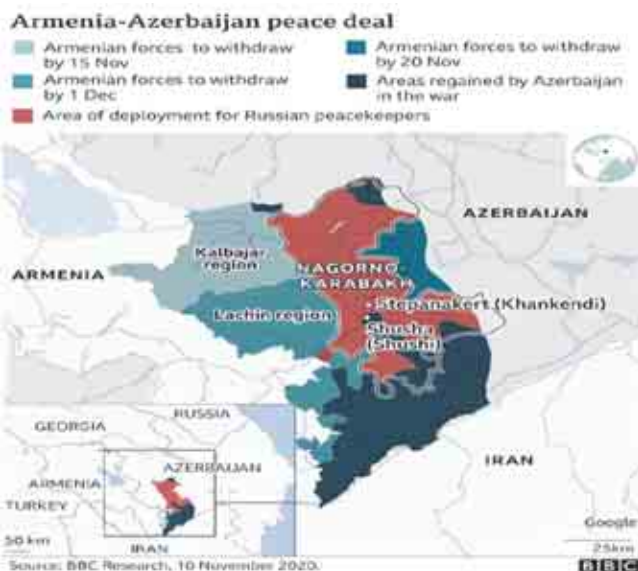 Armenia-Azerbaijan peace deal
Armenian forces to withdraw by 15 Nov
Armenian forces to withdraw by 20 Nov
Armenian forces to withdraw by 1 Dec
Areas regained by Azerbaijan in the war
Area of deployment for Russian peacekeepers
AZERBAIJAN
Kalbajar region
ARMENIA
NAGORNO KARABAKH
Stepanakert (Khankendi)
Lachin region
Shusha (Shushi)
RUSSIA
GEORGIA
IRAN
AZERBAIJAN
ARMENIA
TURKEY
Google
50 km
IRAN
25km
Source: BBC Research, 10 November 2020.
BBC